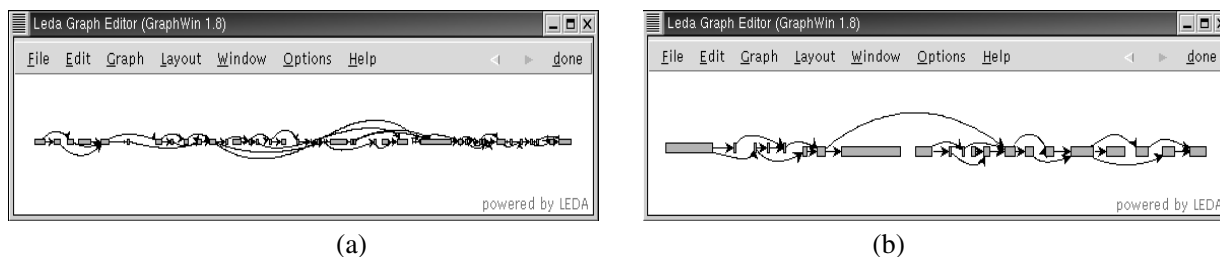 Leda Graph Editor (GraphWin 1.8)
File Edit Graph Layout Window Options Help done
powered by LEDA
(a)
Leda Graph Editor (GraphWin 1.8)
File Edit Graph Layout Window Options Help done
powered by LEDA
(b)